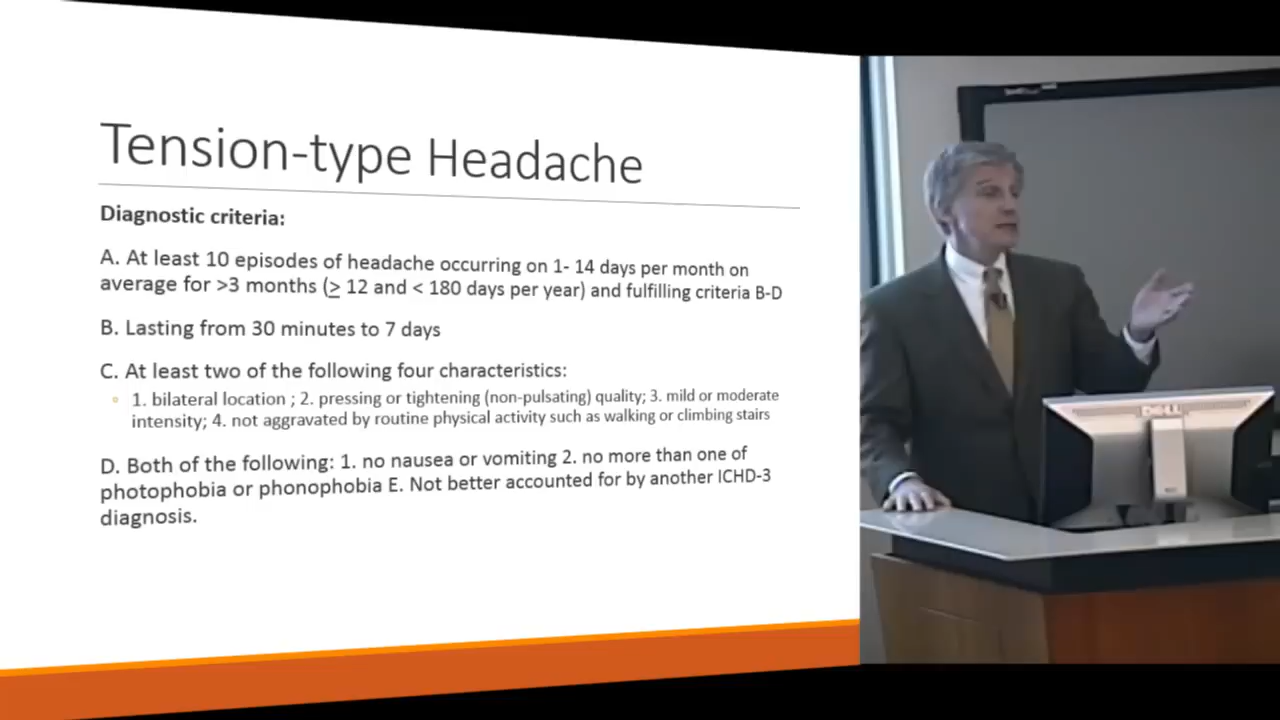 Tension-type Headache
Diagnostic criteria:
A. At least 10 episodes of headache occurring on 1- 14 days per month on
average for >3 months (≥ 12 and < 180 days per year) and fulfilling criteria B-D
B. Lasting from 30 minutes to 7 days
C. At least two of the following four characteristics:
1. bilateral location ; 2. pressing or tightening (non-pulsating) quality; 3. mild or moderate
intensity; 4. not aggravated by routine physical activity such as walking or climbing stairs
D. Both of the following: 1. no nausea or vomiting 2. no more than one of
photophobia or phonophobia E. Not better accounted for by another ICHD-3
diagnosis.
DELL